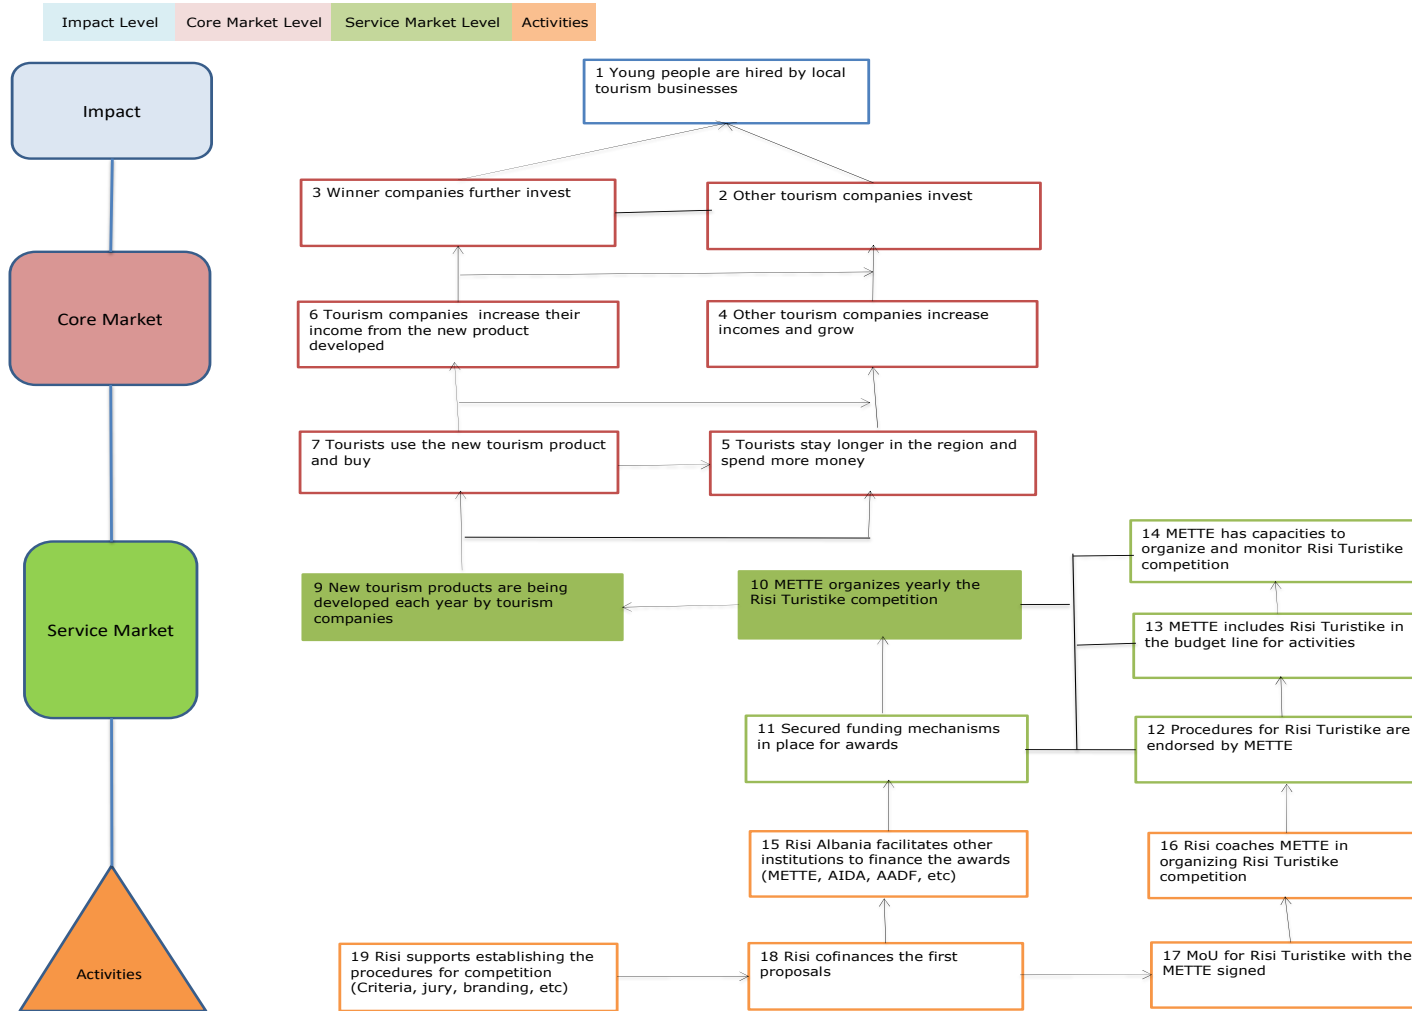 Impact Level
Core Market Level
Service Market Level
Activities
Impact
1 Young people are hired by local
tourism businesses
3 Winner companies further invest
2 Other tourism companies invest
Core Market
6 Tourism companies  increase their
income from the new product
developed
4 Other tourism companies increase
incomes and grow
7 Tourists use the new tourism product
and buy
5 Tourists stay longer in the region and
spend more money
Service Market
9 New tourism products are being
developed each year by tourism
companies
10 METTE organizes yearly the
Risi Turistike competition
14 METTE has capacities to
organize and monitor Risi Turistike
competition
13 METTE includes Risi Turistike in
the budget line for activities
11 Secured funding mechanisms
in place for awards
12 Procedures for Risi Turistike are
endorsed by METTE
15 Risi Albania facilitates other
institutions to finance the awards
(METTE, AIDA, AADF, etc)
16 Risi coaches METTE in
organizing Risi Turistike
competition
Activities
19 Risi supports establishing the
procedures for competition
(Criteria, jury, branding, etc)
18 Risi cofinances the first
proposals
17 MoU for Risi Turistike with the
METTE signed